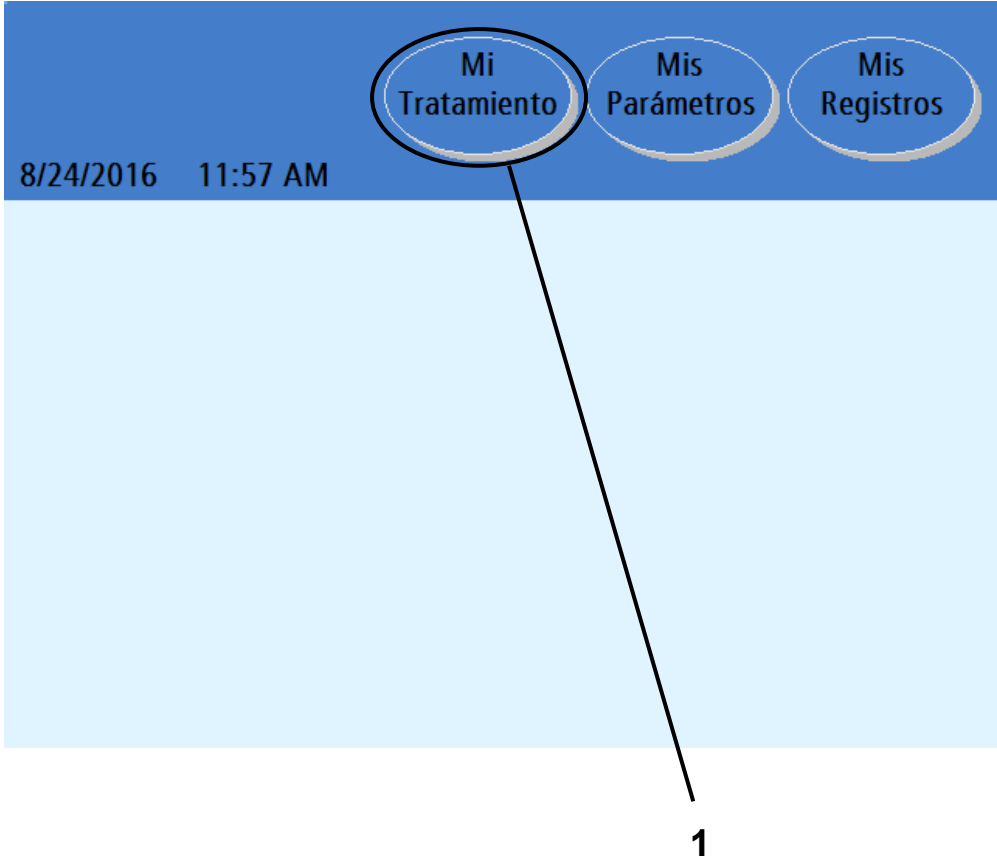 Mi
Tratamiento
Mis
Parámetros
Mis
Registros
8/24/2016 11:57 AM
1